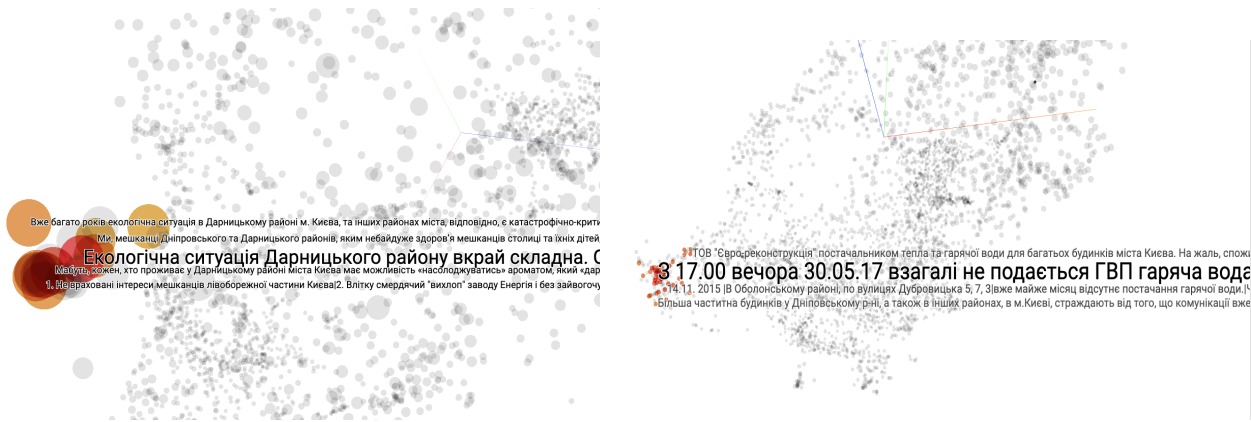 Вже багато років екологічна ситуація в Дарницькому районі м. Києва, та інших районах міста, відповідно, є катастрофічно-крити
Ми, мешканці Дніпровського та Дарницького районів, яким небайдуже здоров'я мешканців столиці та їхніх дітей
Екологічна ситуація Дарницького району вкрай складна. С
Мабуть, кожен, хто проживає у Дарницькому районі міста Києва має можливість «насолоджуватись» ароматом, який «дар
1. Не враховані інтереси мешканців лівобережної частини Києва|2. Влітку смердячий "вихлоп" заводу Енергія і без зайвогочу
ТОВ "Євро-реконструкція" постачальником тепла та гарячої води для багатьох будинків міста Києва. На жаль, спожи
З 17.00 вечора 30.05.17 взагалі не подається ГВП гаряча вода
14.11. 2015 |В Оболонському районі, по вулицях Дубровицька 5, 7, 3|вже майже місяц відсутнє постачання гарячої води.|Ч
Більша частитна будинків у Дніпровському р-ні, а також в інших районах, в м.Києві, страждають від того, що комунікації вже